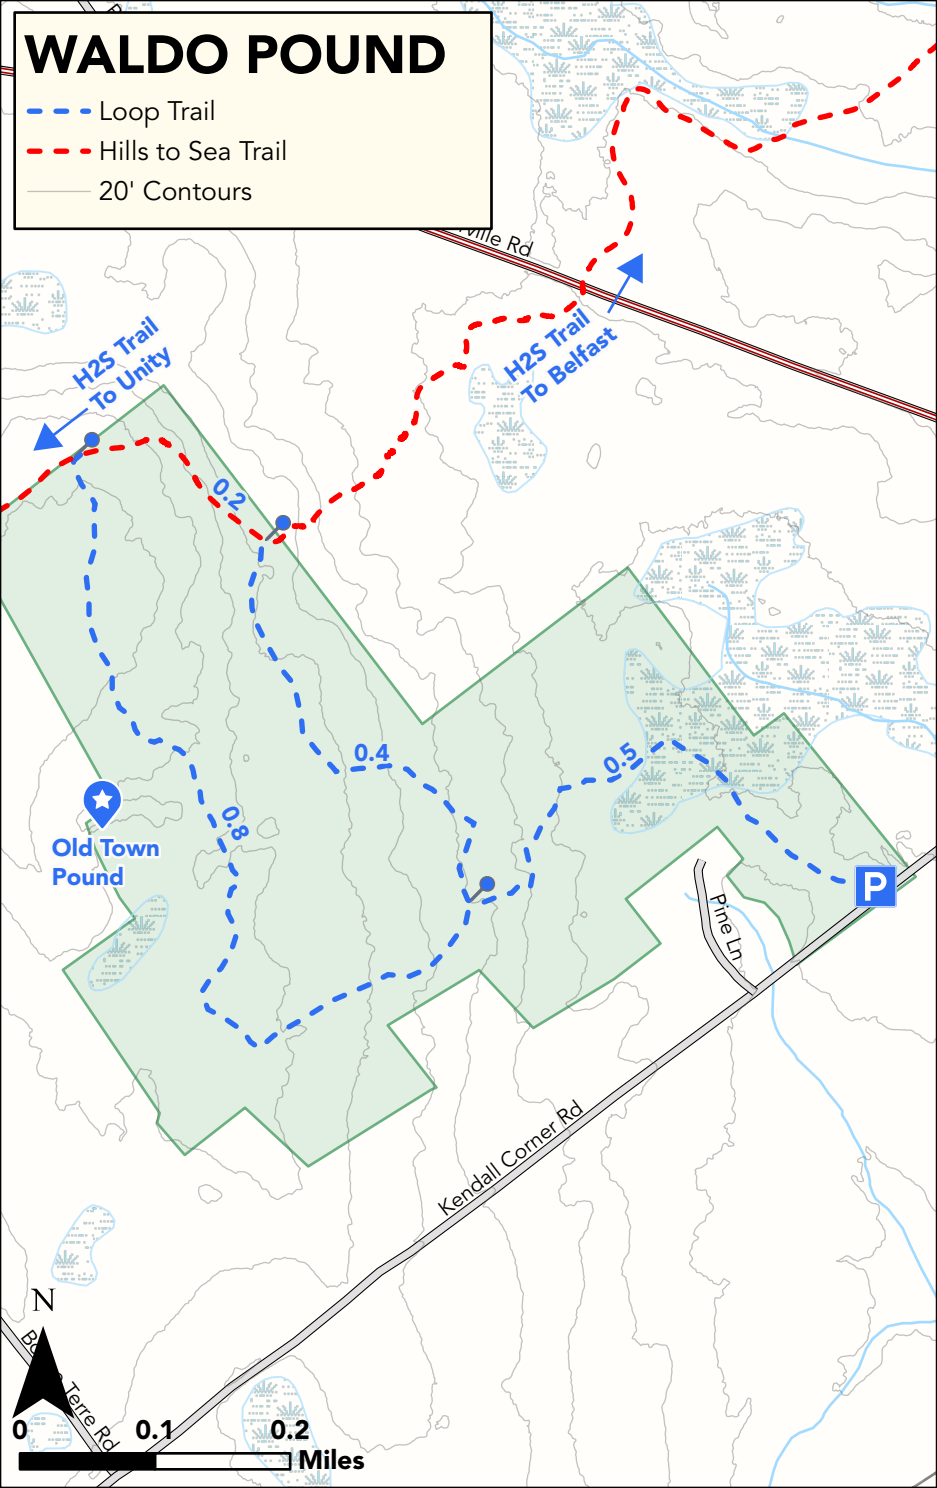 WALDO POUND
Loop Trail
Hills to Sea Trail
20' Contours
ville Rd
H2S Trail
To Belfast
H2S Trail
To Unity
0.2
0.4
0.5
0.8
Old Town
Pound
P
Pine Ln
Kendall Corner Rd
N
Terre Rd
0 0.1 0.2
Miles